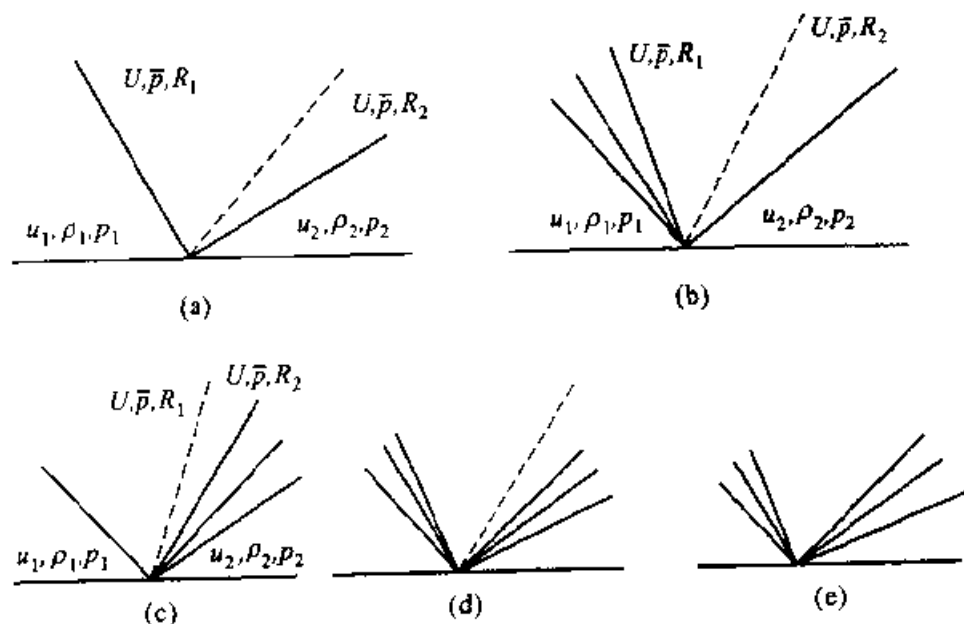 U, p̄, R₁
U, p̄, R₂
u₁, ρ₁, p₁
u₂, ρ₂, p₂
(a)
U, p̄, R₁
U, p̄, R₂
u₁, ρ₁, p₁
u₂, ρ₂, p₂
(b)
U, p̄, R₁
U, p̄, R₂
u₁, ρ₁, p₁
u₂, ρ₂, p₂
(c)
(d)
(e)